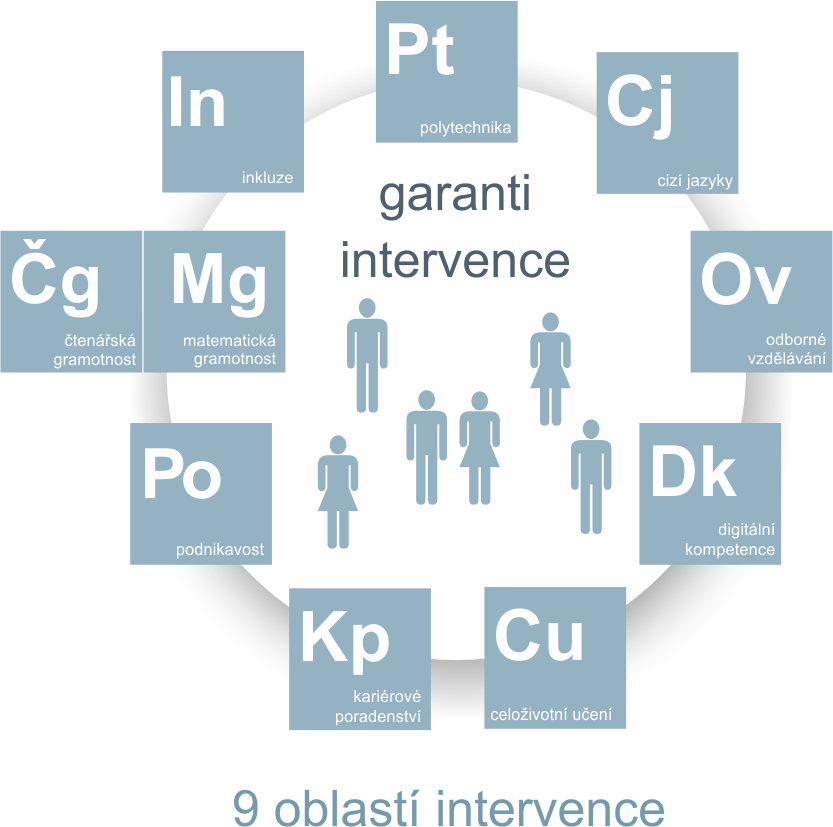 Pt
polytechnika
In
inkluze
Cj
cizí jazyky
garanti
intervence
Čg
čtenářská
gramotnost
Mg
matematická
gramotnost
Ov
odborné
vzdělávání
Po
podnikavost
Dk
digitální
kompetence
Kp
kariérové
poradenství
Cu
celoživotní učení
9 oblastí intervence